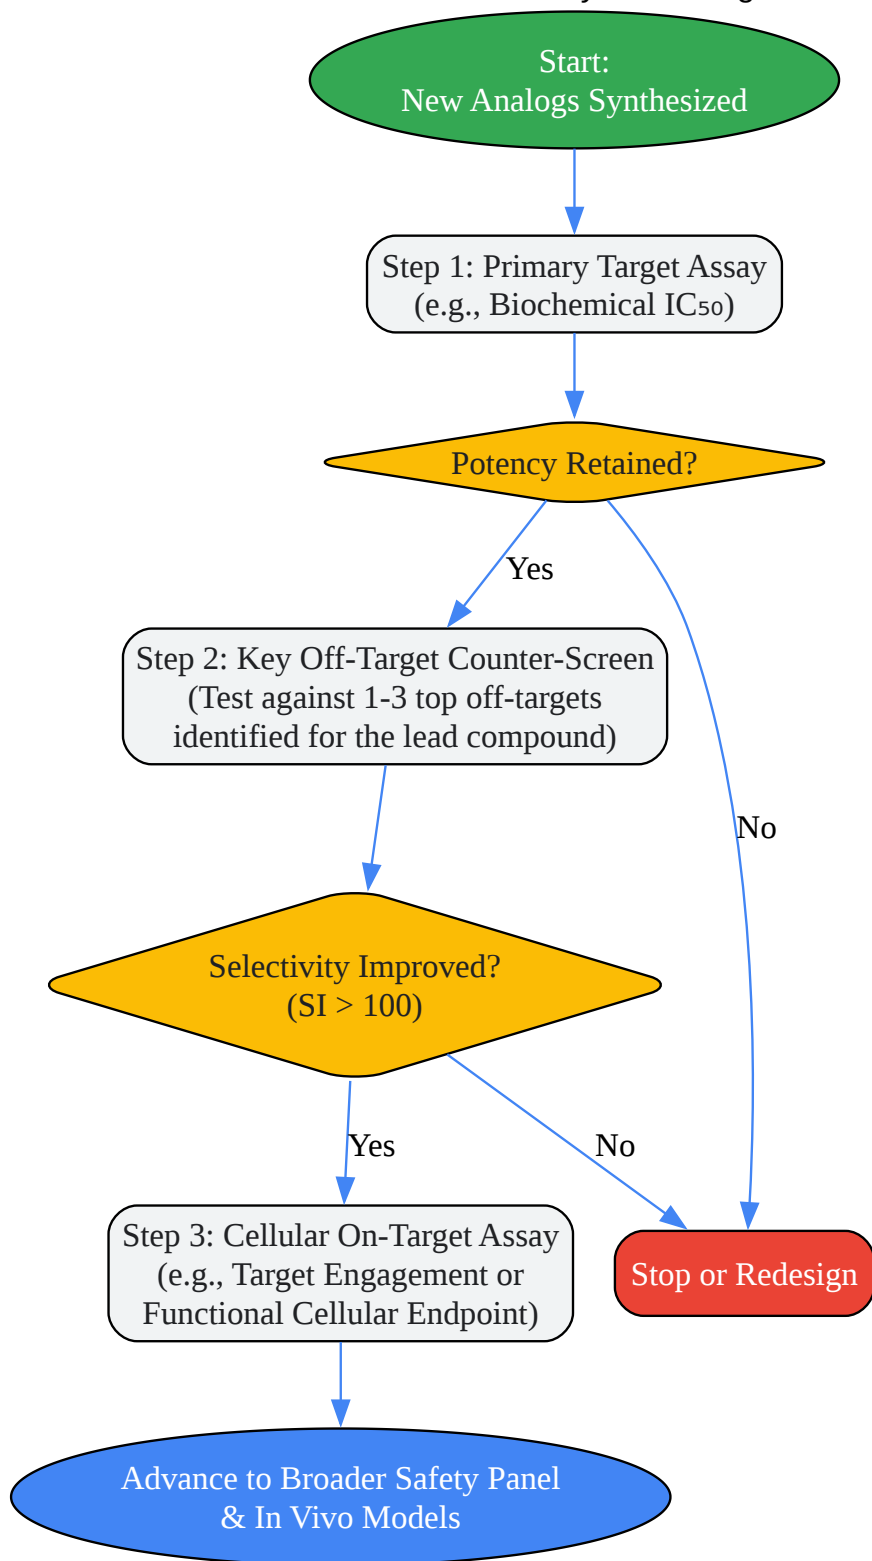 Start:
New Analogs Synthesized
Step 1: Primary Target Assay
(e.g., Biochemical IC₅₀)
Potency Retained?
Yes
Step 2: Key Off-Target Counter-Screen
(Test against 1-3 top off-targets
identified for the lead compound)
No
Selectivity Improved?
(SI > 100)
Yes
No
Step 3: Cellular On-Target Assay
(e.g., Target Engagement or
Functional Cellular Endpoint)
Stop or Redesign
Advance to Broader Safety Panel
& In Vivo Models